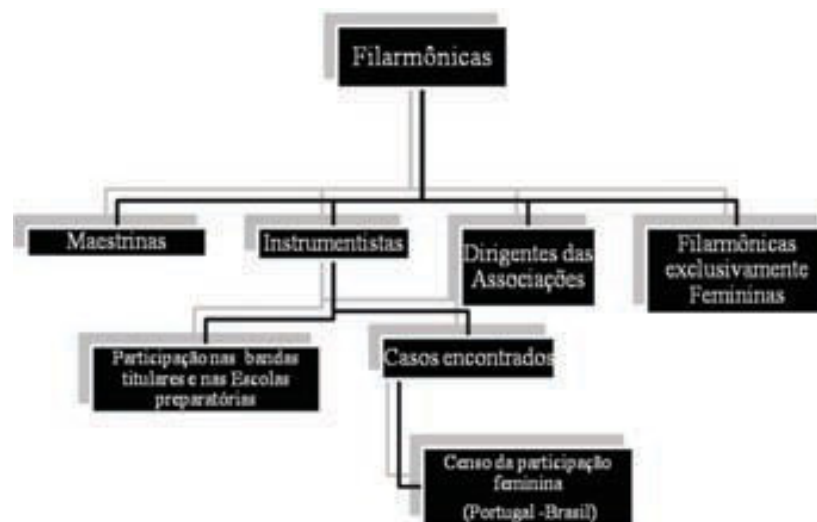 Filarmônicas
Maestrinas
Instrumentistas
Dirigentes das
Associações
Filarmônicas
exclusivamente
Femininas
Participação nas bandas
titulares e nas Escolas
preparatórias
Casos encontrados
Censo da participação
feminina
(Portugal -Brasil)